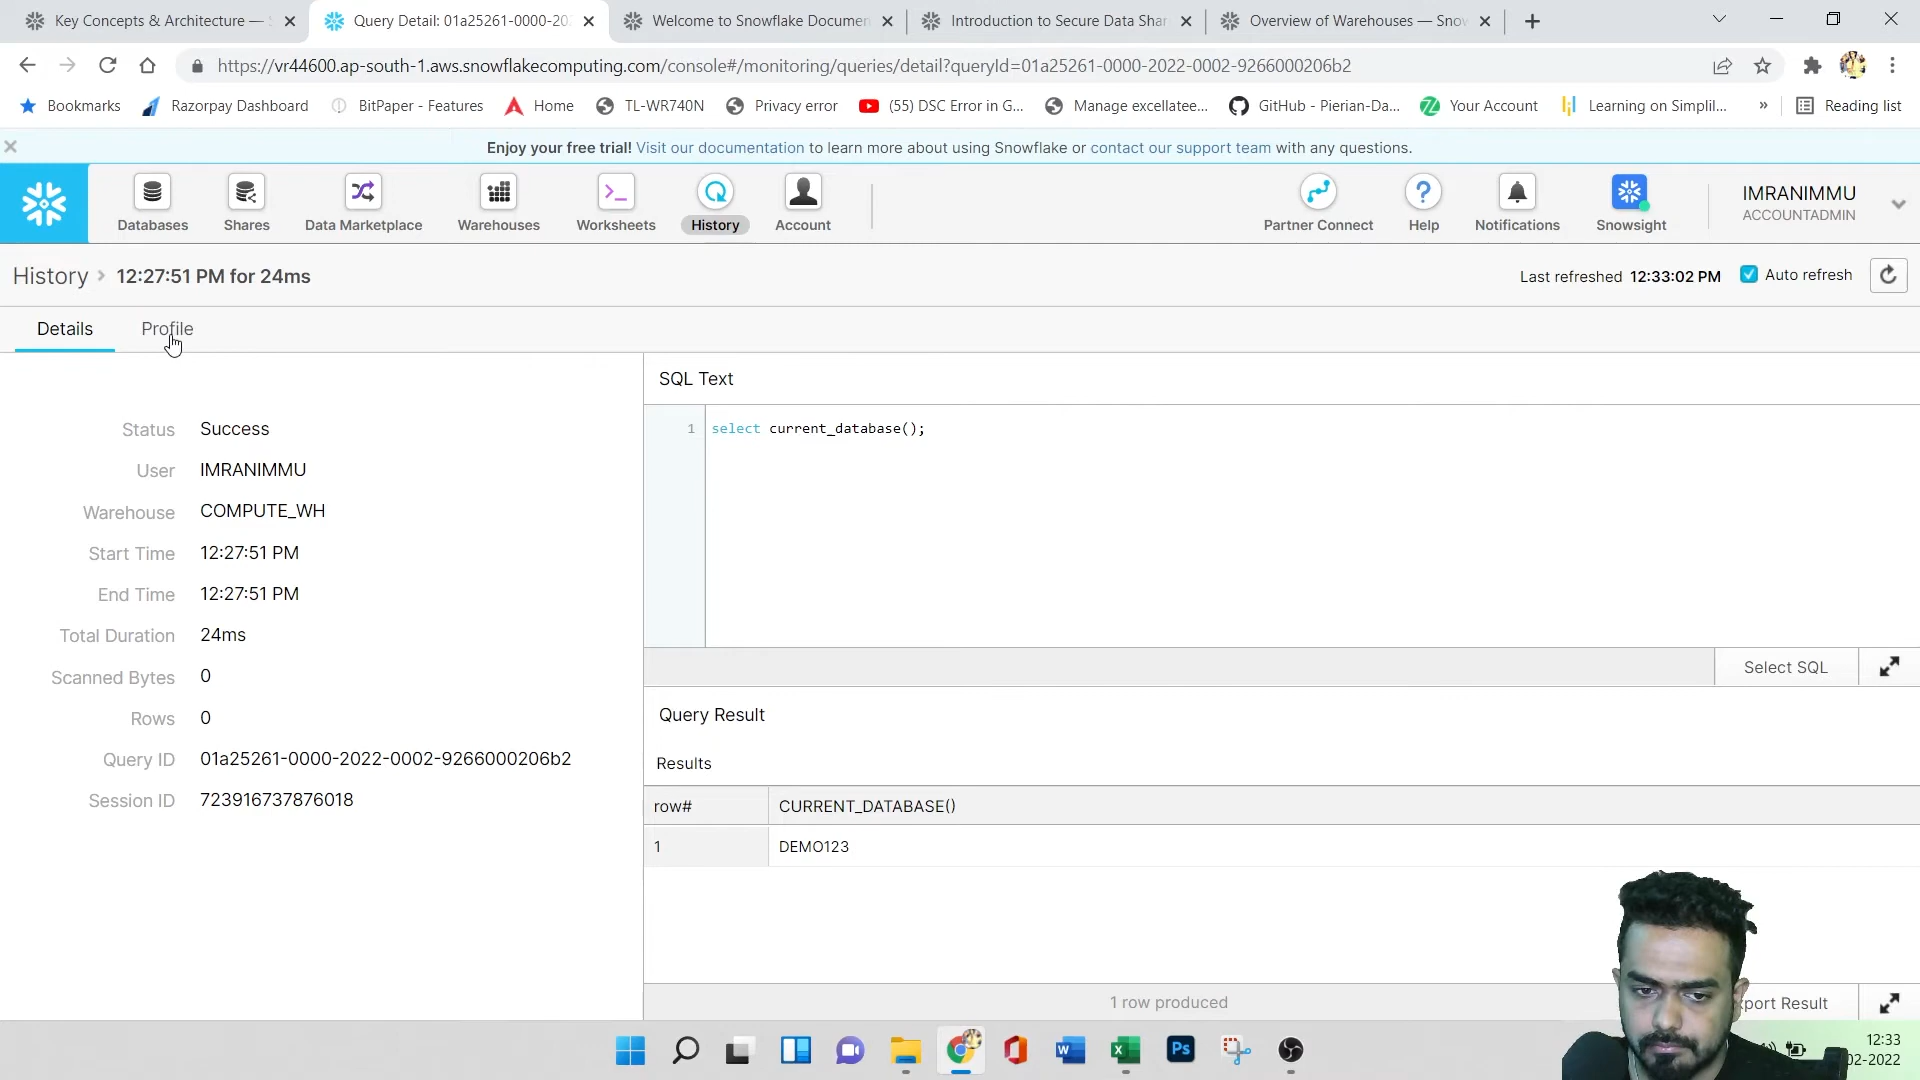 Key Concepts & Architecture —
Query Detail: 01a25261-0000-202
Welcome to Snowflake Documen
Introduction to Secure Data Shar
Overview of Warehouses — Snow
https://vr44600.ap-south-1.aws.snowflakecomputing.com/console#/monitoring/queries/detail?queryId=01a25261-0000-2022-0002-9266000206b2
Bookmarks
Razorpay Dashboard
BitPaper - Features
Home
TL-WR740N
Privacy error
(55) DSC Error in G...
Manage excellatee...
GitHub - Pierian-Da...
Your Account
Learning on Simplil...
»
Reading list
Enjoy your free trial! Visit our documentation to learn more about using Snowflake or contact our support team with any questions.
Databases
Shares
Data Marketplace
Warehouses
Worksheets
History
Account
Partner Connect
Help
Notifications
Snowsight
IMRANIMMU
ACCOUNTADMIN
History > 12:27:51 PM for 24ms
Last refreshed 12:33:02 PM
Auto refresh
Details
Profile
Status Success
User IMRANIMMU
Warehouse COMPUTE_WH
Start Time 12:27:51 PM
End Time 12:27:51 PM
Total Duration 24ms
Scanned Bytes 0
Rows 0
Query ID 01a25261-0000-2022-0002-9266000206b2
Session ID 723916737876018
SQL Text
1 select current_database();
Select SQL
Query Result
Results
row# CURRENT_DATABASE()
1 DEMO123
1 row produced
port Result
12:33
02-2022